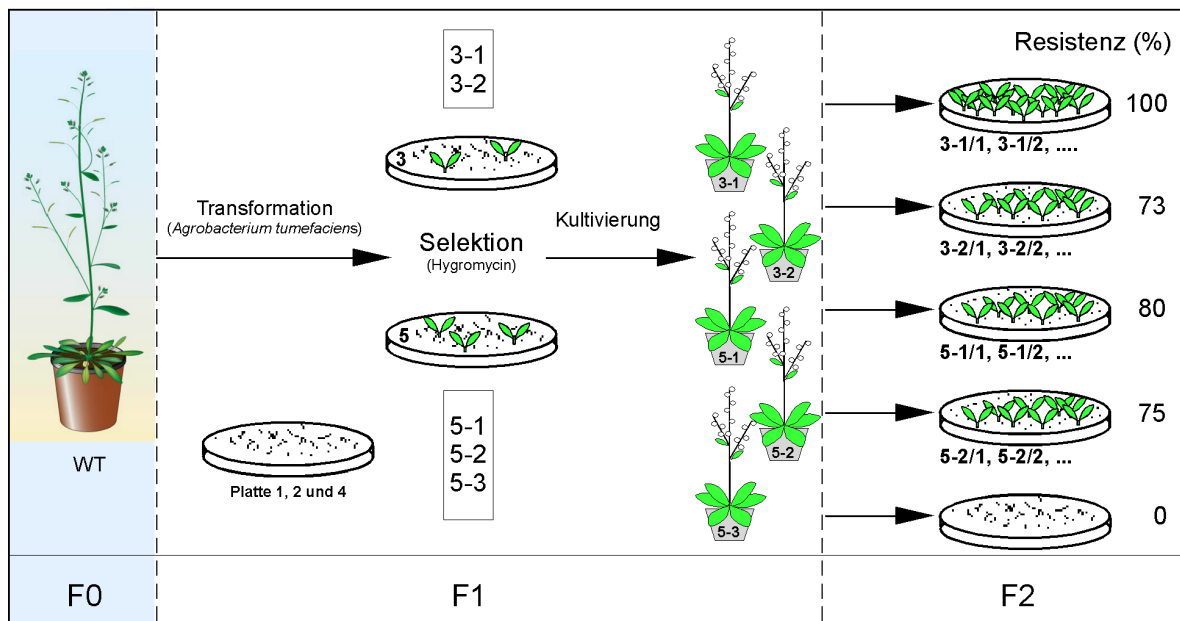 WT
F0
3-1
3-2
3
Transformation
(Agrobacterium tumefaciens)
Selektion
(Hygromycin)
Kultivierung
5
Platte 1, 2 und 4
5-1
5-2
5-3
3-1
3-2
5-1
5-2
5-3
F1
Resistenz (%)
100
3-1/1, 3-1/2, ....
73
3-2/1, 3-2/2, ...
80
5-1/1, 5-1/2, ...
75
5-2/1, 5-2/2, ...
0
F2